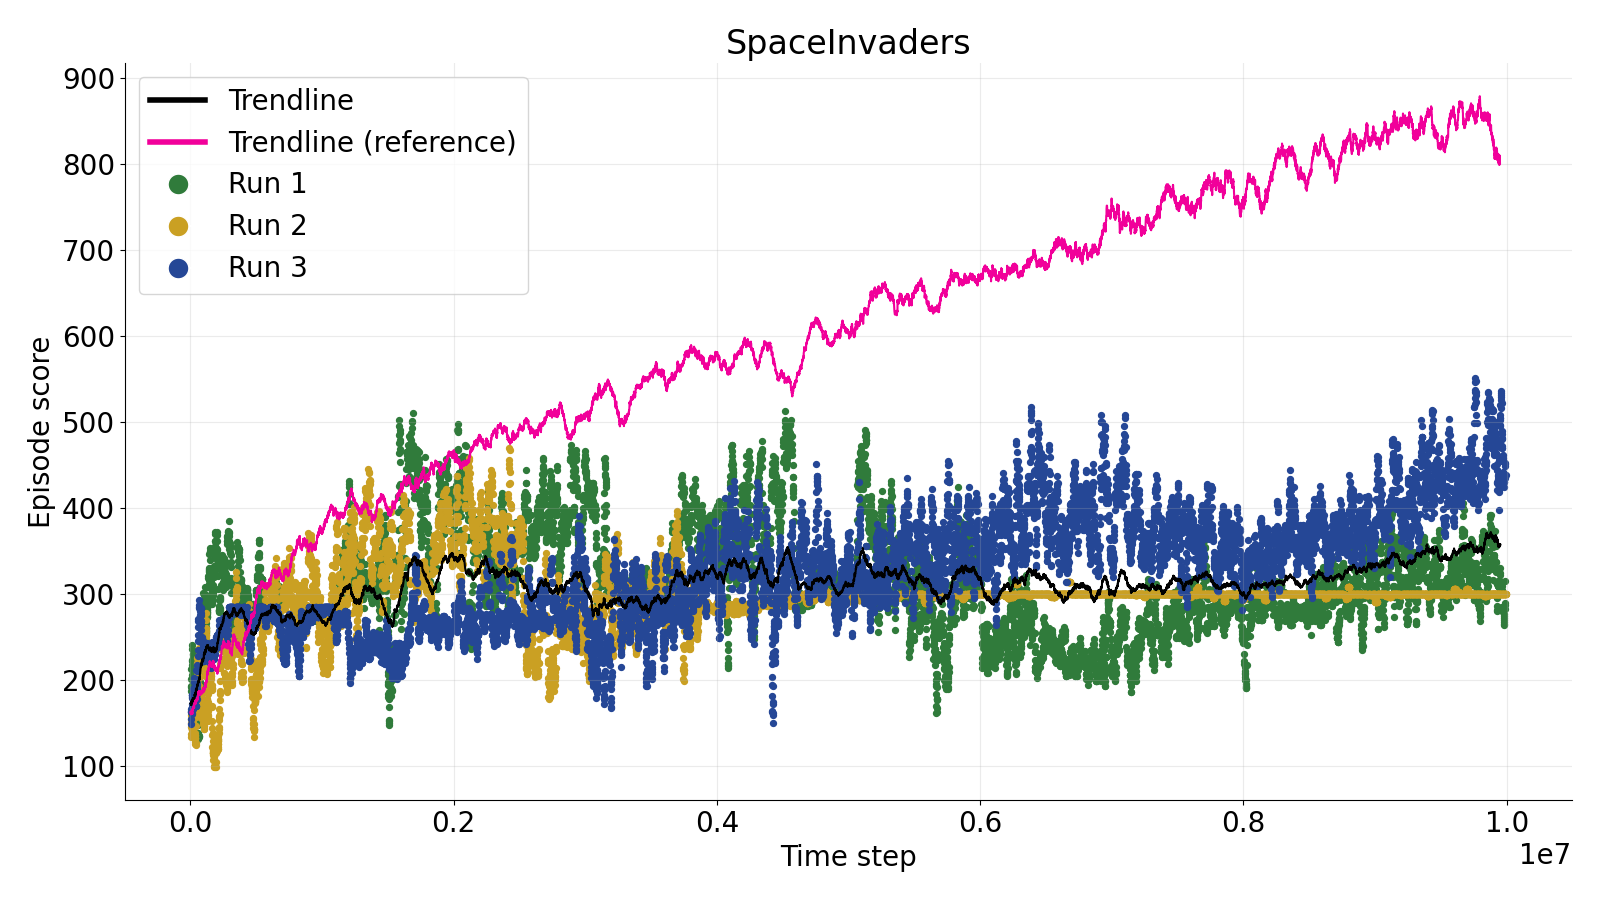 SpaceInvaders
Trendline
Trendline (reference)
Run 1
Run 2
Run 3
Episode score
900
800
700
600
500
400
300
200
100
0.0 0.2 0.4 0.6 0.8 1.0
1e7
Time step